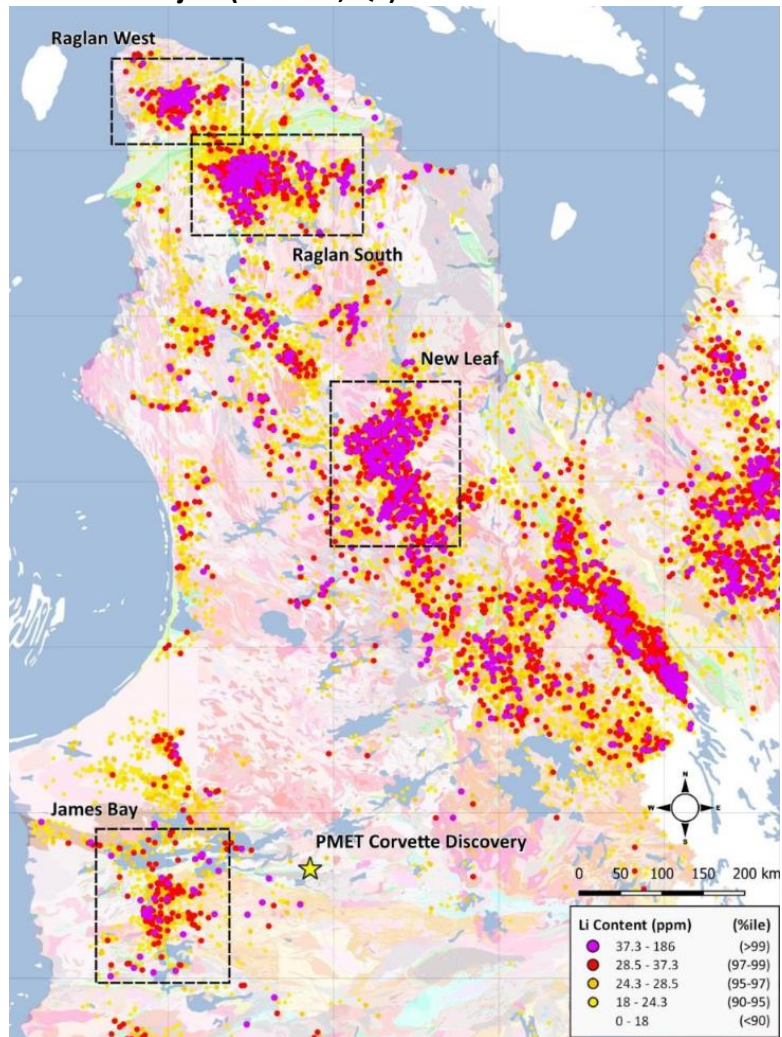 Raglan West
Raglan South
New Leaf
James Bay
PMET Corvette Discovery
N
W
E
S
0 50 100 150 200 km
Li Content (ppm) (%ile)
37.3 - 186 (>99)
28.5 - 37.3 (97-99)
24.3 - 28.5 (95-97)
18 - 24.3 (90-95)
0 - 18 (<90)